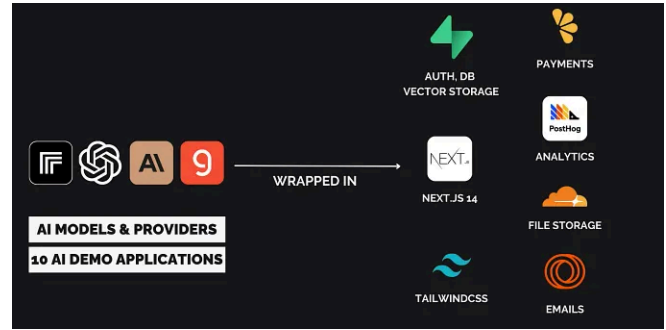 AI MODELS & PROVIDERS
10 AI DEMO APPLICATIONS
WRAPPED IN
AUTH, DB
VECTOR STORAGE
NEXT.JS
NEXT.JS 14
TAILWINDCSS
PAYMENTS
PostHog
ANALYTICS
FILE STORAGE
EMAILS